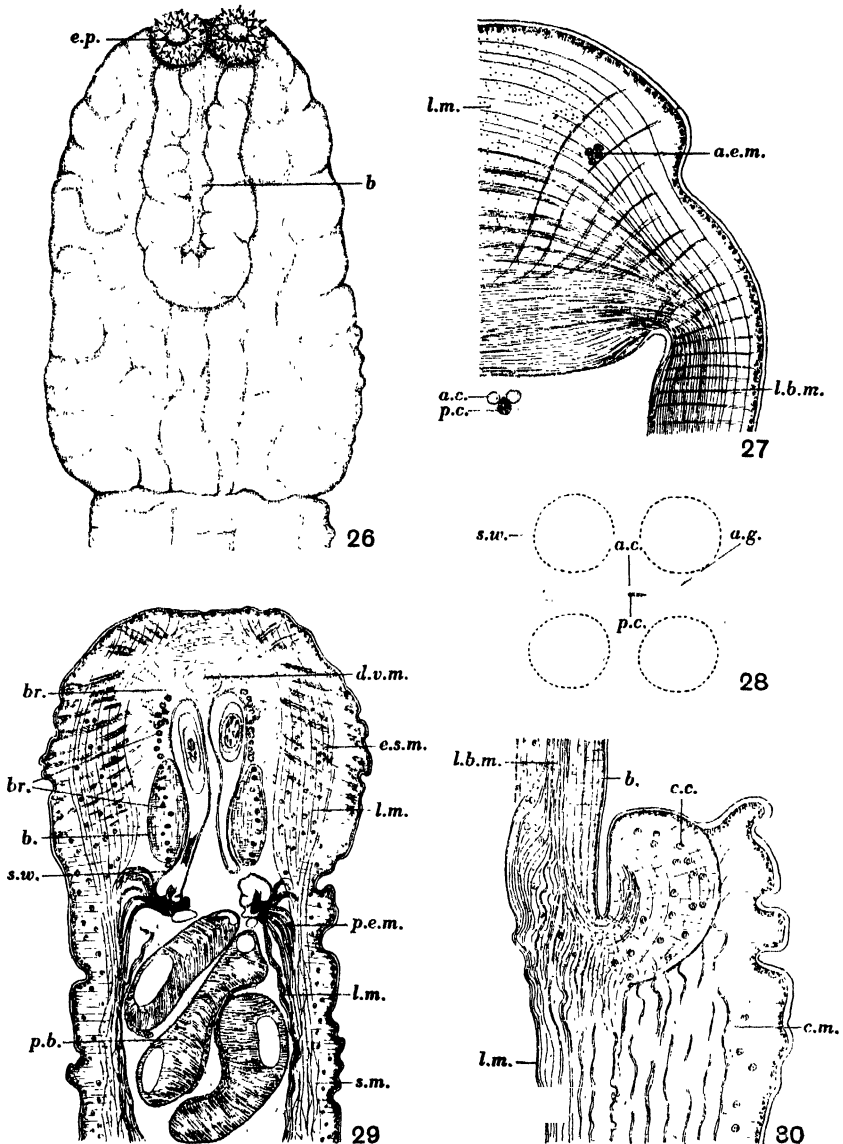 e.p.
b
26
l.m.
a.e.m.
a.c.
p.c.
l.b.m.
27
s.w.
a.c.
a.g.
p.c.
28
br.
br.
b.
s.w.
p.b.
d.v.m.
e.s.m.
l.m.
p.e.m.
l.m.
s.m.
29
l.b.m.
b.
c.c.
l.m.
c.m.
30